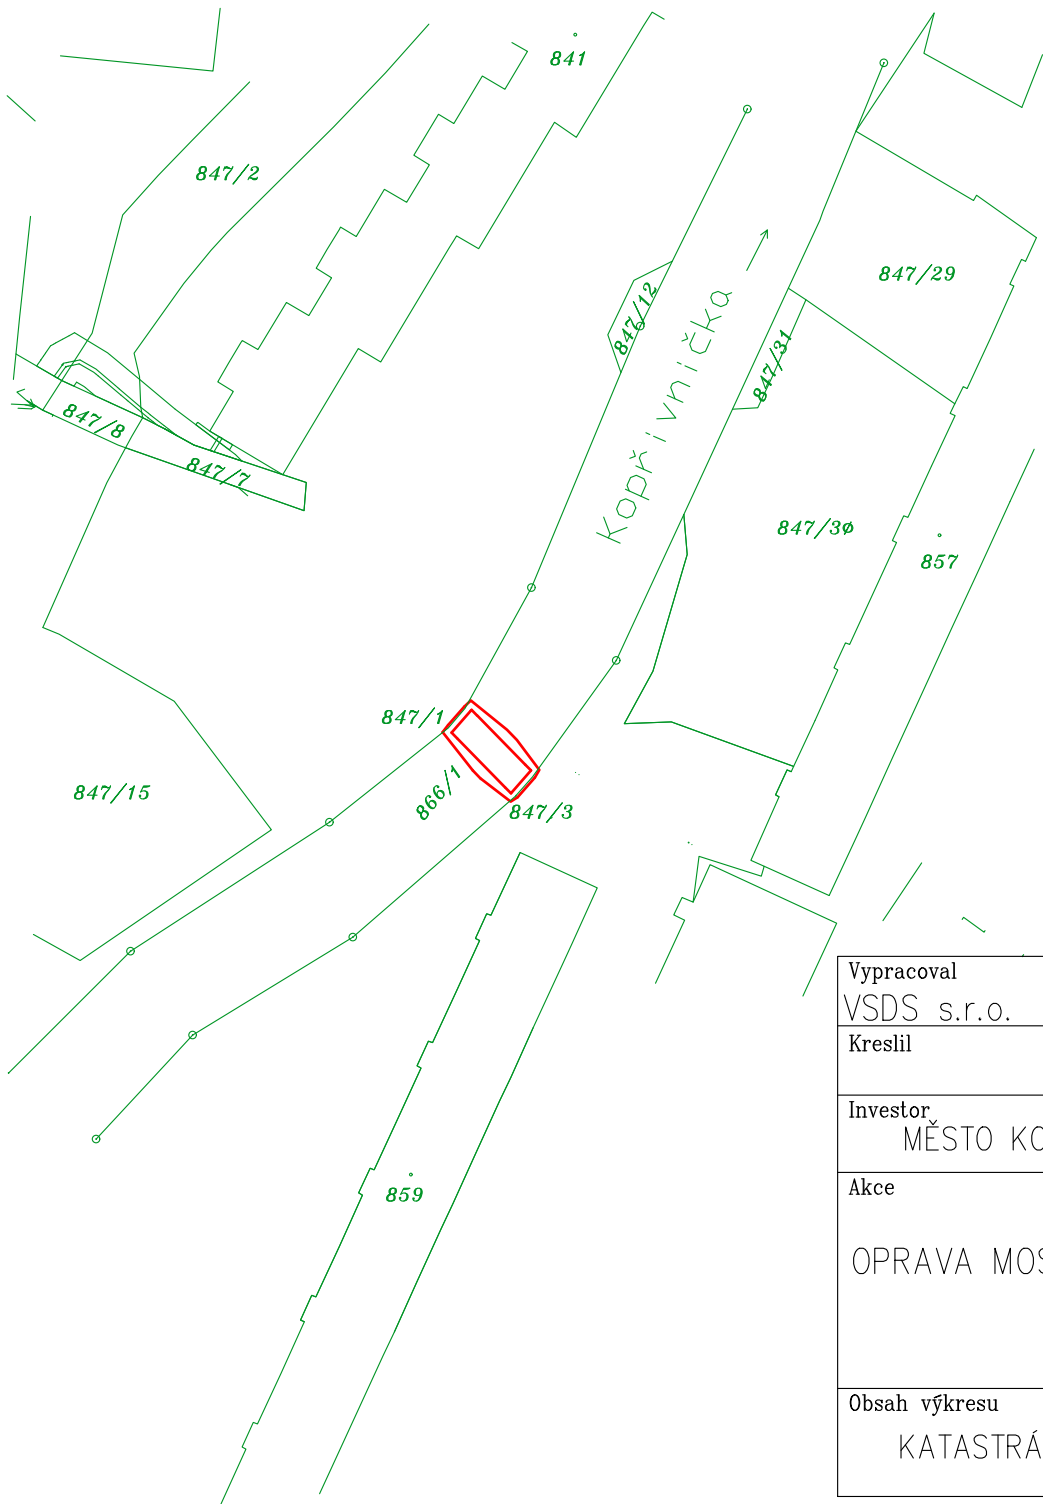 841
847/2
847/29
847/12
Kopřivnička
847/31
847/8
847/7
847/30
857
847/1
866/1
847/3
847/15
859
Vypracoval
VSDS s.r.o.
Kreslil
Investor
MĚSTO KO
Akce
OPRAVA MOS
Obsah výkresu
KATASTRÁ